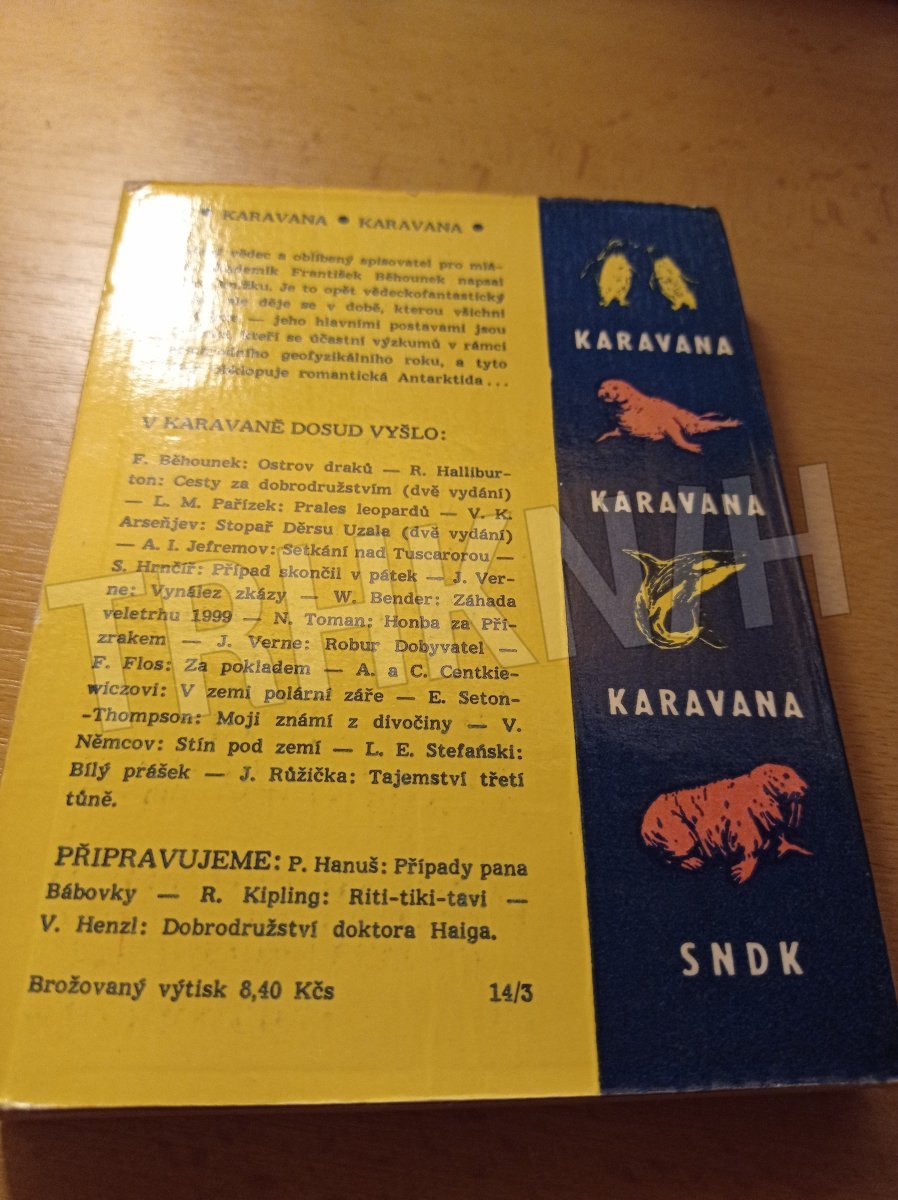 • KARAVANA • KARAVANA •
vědec a oblíbený spisovatel pro mlá-
František Běhounek napsal
Je to opět vědeckofantastický
ale děje se v době, kterou všichni
— jeho hlavními postavami jsou
kteří se účastní výzkumů v rámci
geofyzikálního roku, a tyto
romantická Antarktida...
V KARAVANĚ DOSUD VYŠLO:
F. Běhounek: Ostrov draků — R. Hallibur-
ton: Cesty za dobrodružstvím (dvě vydání)
— L. M. Pařízek: Prales leopardů — V. K.
Arseňjev: Stopař Děrsu Uzala (dvě vydání)
— A. I. Jefremov: Setkání nad Tuscarorou —
S. Hrnčíř: Případ skončil v pátek — J. Ver-
ne: Vynález zkázy — W. Bender: Záhada
veletrhu 1999 — N. Toman: Honba za Pří-
zrakem — J. Verne: Robur Dobyvatel —
F. Flos: Za pokladem — A. a C. Centkie-
wiczovi: V zemi polární záře — E. Seton-
-Thompson: Moji známí z divočiny — V.
Němcov: Stín pod zemí — L. E. Stefański:
Bílý prášek — J. Růžička: Tajemství třetí
tůně.
PŘIPRAVUJEME: P. Hanuš: Případy pana
Bábovky — R. Kipling: Riti-tiki-tavi —
V. Henzl: Dobrodružství doktora Haiga.
Brožovaný výtisk 8,40 Kčs 14/3
KARAVANA
KARAVANA
KARAVANA
SNDK
TRHKNIH